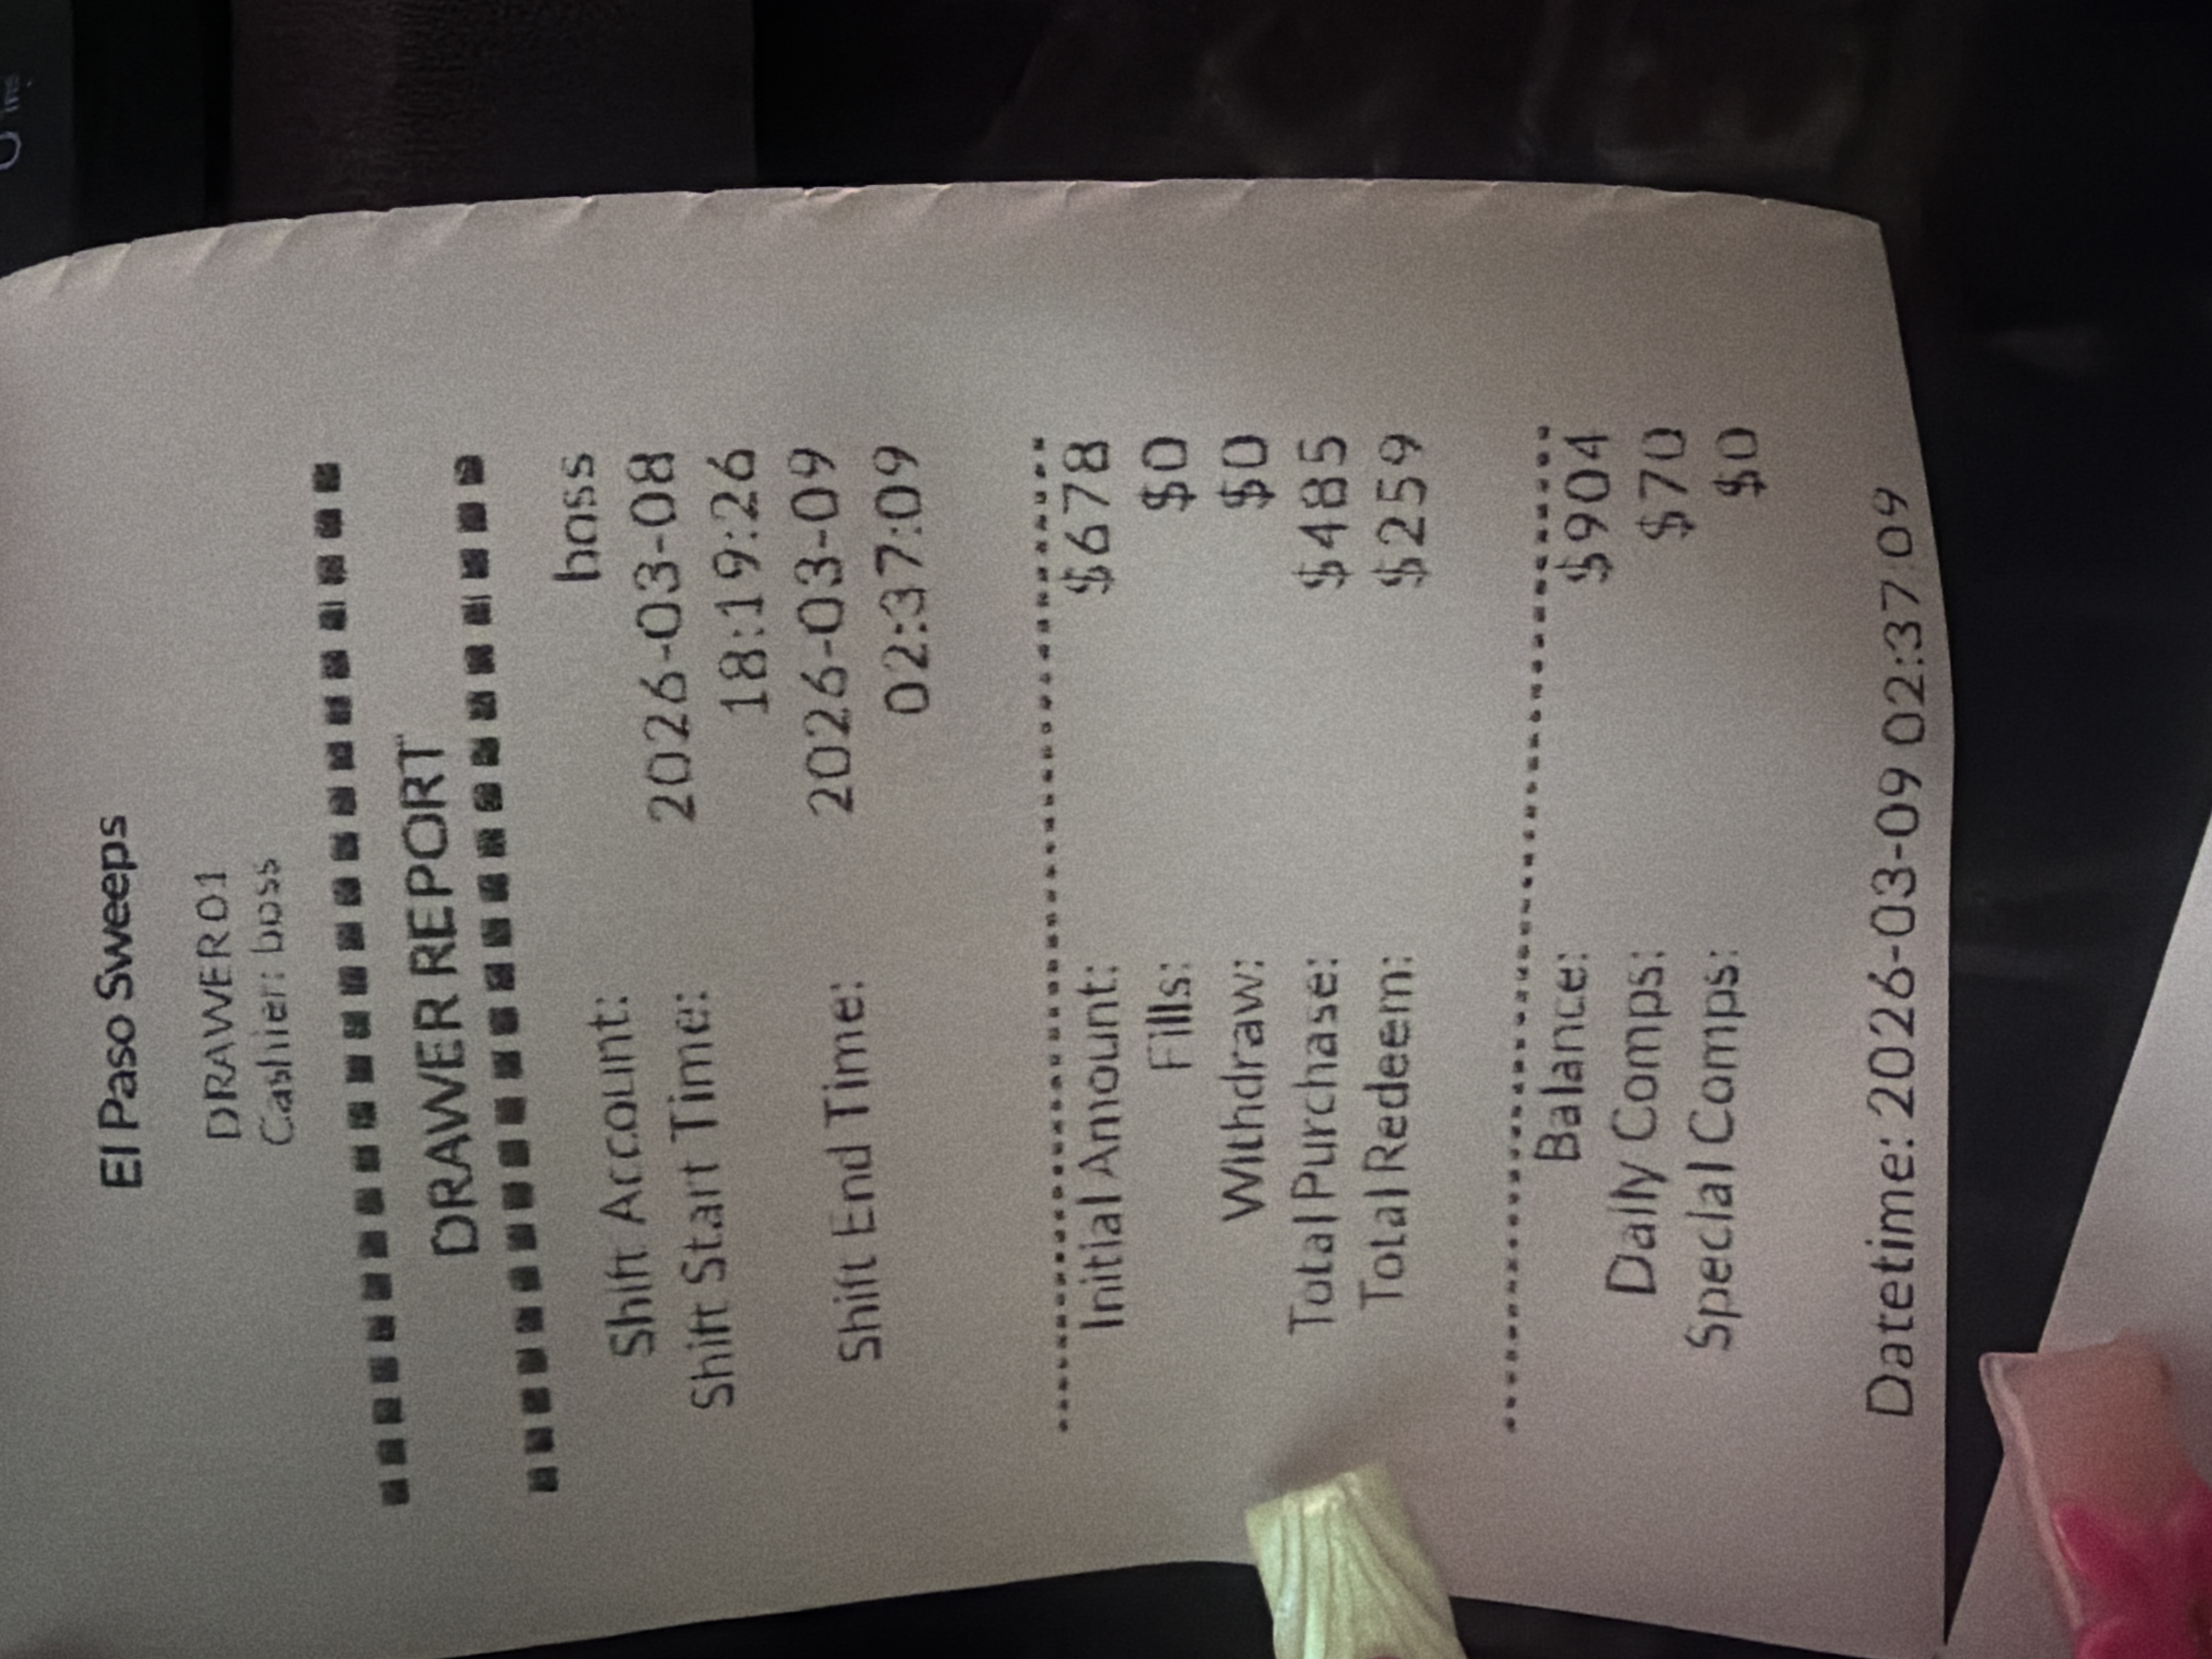 El Paso Sweeps
DRAWER01
Cashier: boss
DRAWER REPORT
Shift Account: boss
Shift Start Time: 2026-03-08
18:19:26
Shift End Time: 2026-03-09
02:37:09
Initial Amount: $678
Fills: $0
Withdraw: $0
Total Purchase: $485
Total Redeem: $259
Balance: $904
Daily Comps: $70
Special Comps: $0
Datetime: 2026-03-09 02:37:09